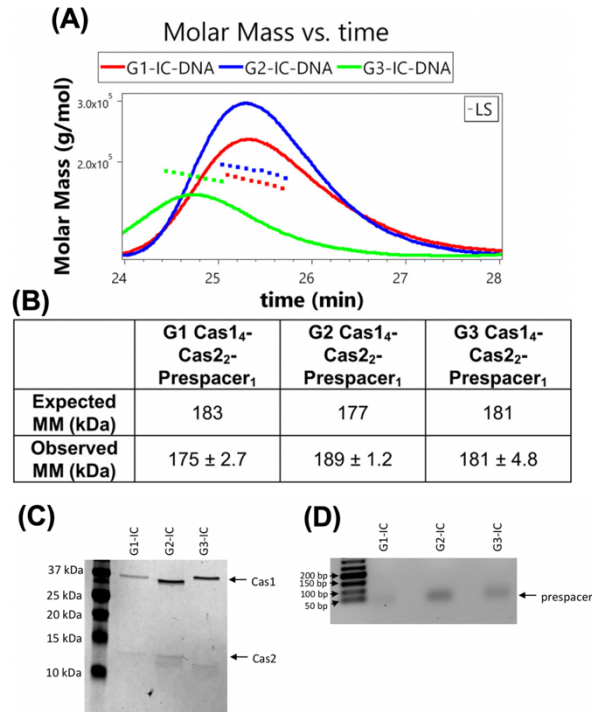 (A)
Molar Mass vs. time
G1-IC-DNA G2-IC-DNA G3-IC-DNA
LS
3.0x10⁵
2.0x10⁵
Molar Mass (g/mol)
24 25 26 27 28
time (min)
(B)
G1 Cas1₄-Cas2₂-Prespacer₁ G2 Cas1₄-Cas2₂-Prespacer₁ G3 Cas1₄-Cas2₂-Prespacer₁
Expected MM (kDa) 183 177 181
Observed MM (kDa) 175 ± 2.7 189 ± 1.2 181 ± 4.8
(C)
G1-IC
G2-IC
G3-IC
37 kDa
25 kDa
20 kDa
15 kDa
10 kDa
Cas1
Cas2
(D)
G1-IC
G2-IC
G3-IC
200 bp
150 bp
100 bp
50 bp
prespacer